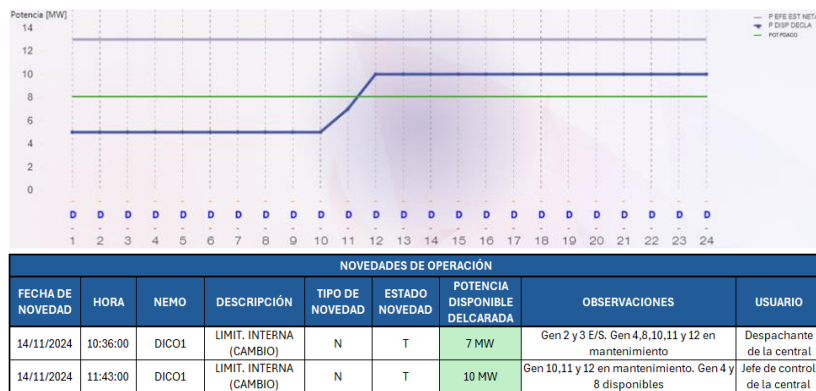 Potencia [MW]
P EFE EST NETA
P DISP DECLA
POT PGADO
14
12
10
8
6
4
2
0
D D D D D D D D D D D D D D D D D D D D D D D D
1 2 3 4 5 6 7 8 9 10 11 12 13 14 15 16 17 18 19 20 21 22 23 24
NOVEDADES DE OPERACIÓN
FECHA DE NOVEDAD HORA NEMO DESCRIPCIÓN TIPO DE NOVEDAD ESTADO NOVEDAD POTENCIA DISPONIBLE DELCARADA OBSERVACIONES USUARIO
14/11/2024 10:36:00 DICO1 LIMIT. INTERNA (CAMBIO) N T 7 MW Gen 2 y 3 E/S. Gen 4,8,10,11 y 12 en mantenimiento Despachante de la central
14/11/2024 11:43:00 DICO1 LIMIT. INTERNA (CAMBIO) N T 10 MW Gen 10,11 y 12 en mantenimiento. Gen 4 y 8 disponibles Jefe de control de la central